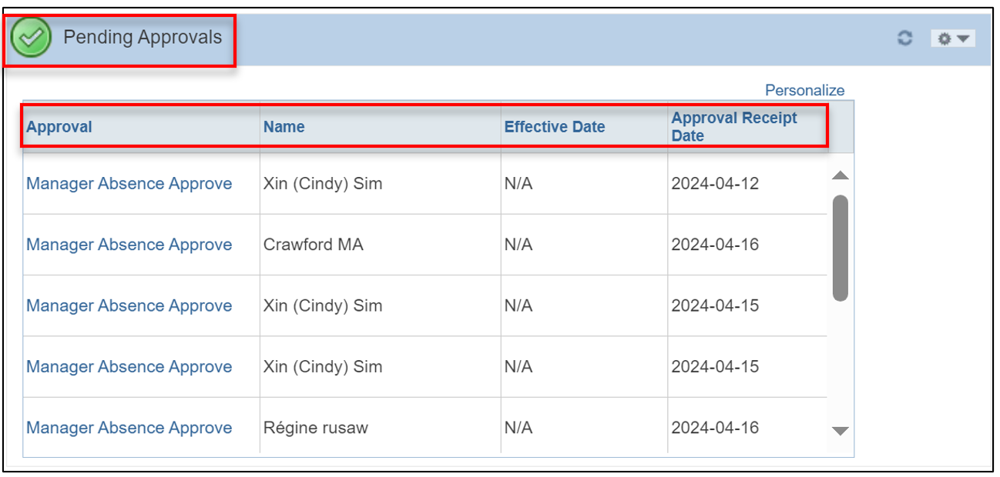 Pending Approvals
Personalize
Approval Name Effective Date Approval Receipt Date
Manager Absence Approve Xin (Cindy) Sim N/A 2024-04-12
Manager Absence Approve Crawford MA N/A 2024-04-16
Manager Absence Approve Xin (Cindy) Sim N/A 2024-04-15
Manager Absence Approve Xin (Cindy) Sim N/A 2024-04-15
Manager Absence Approve Régine rusaw N/A 2024-04-16